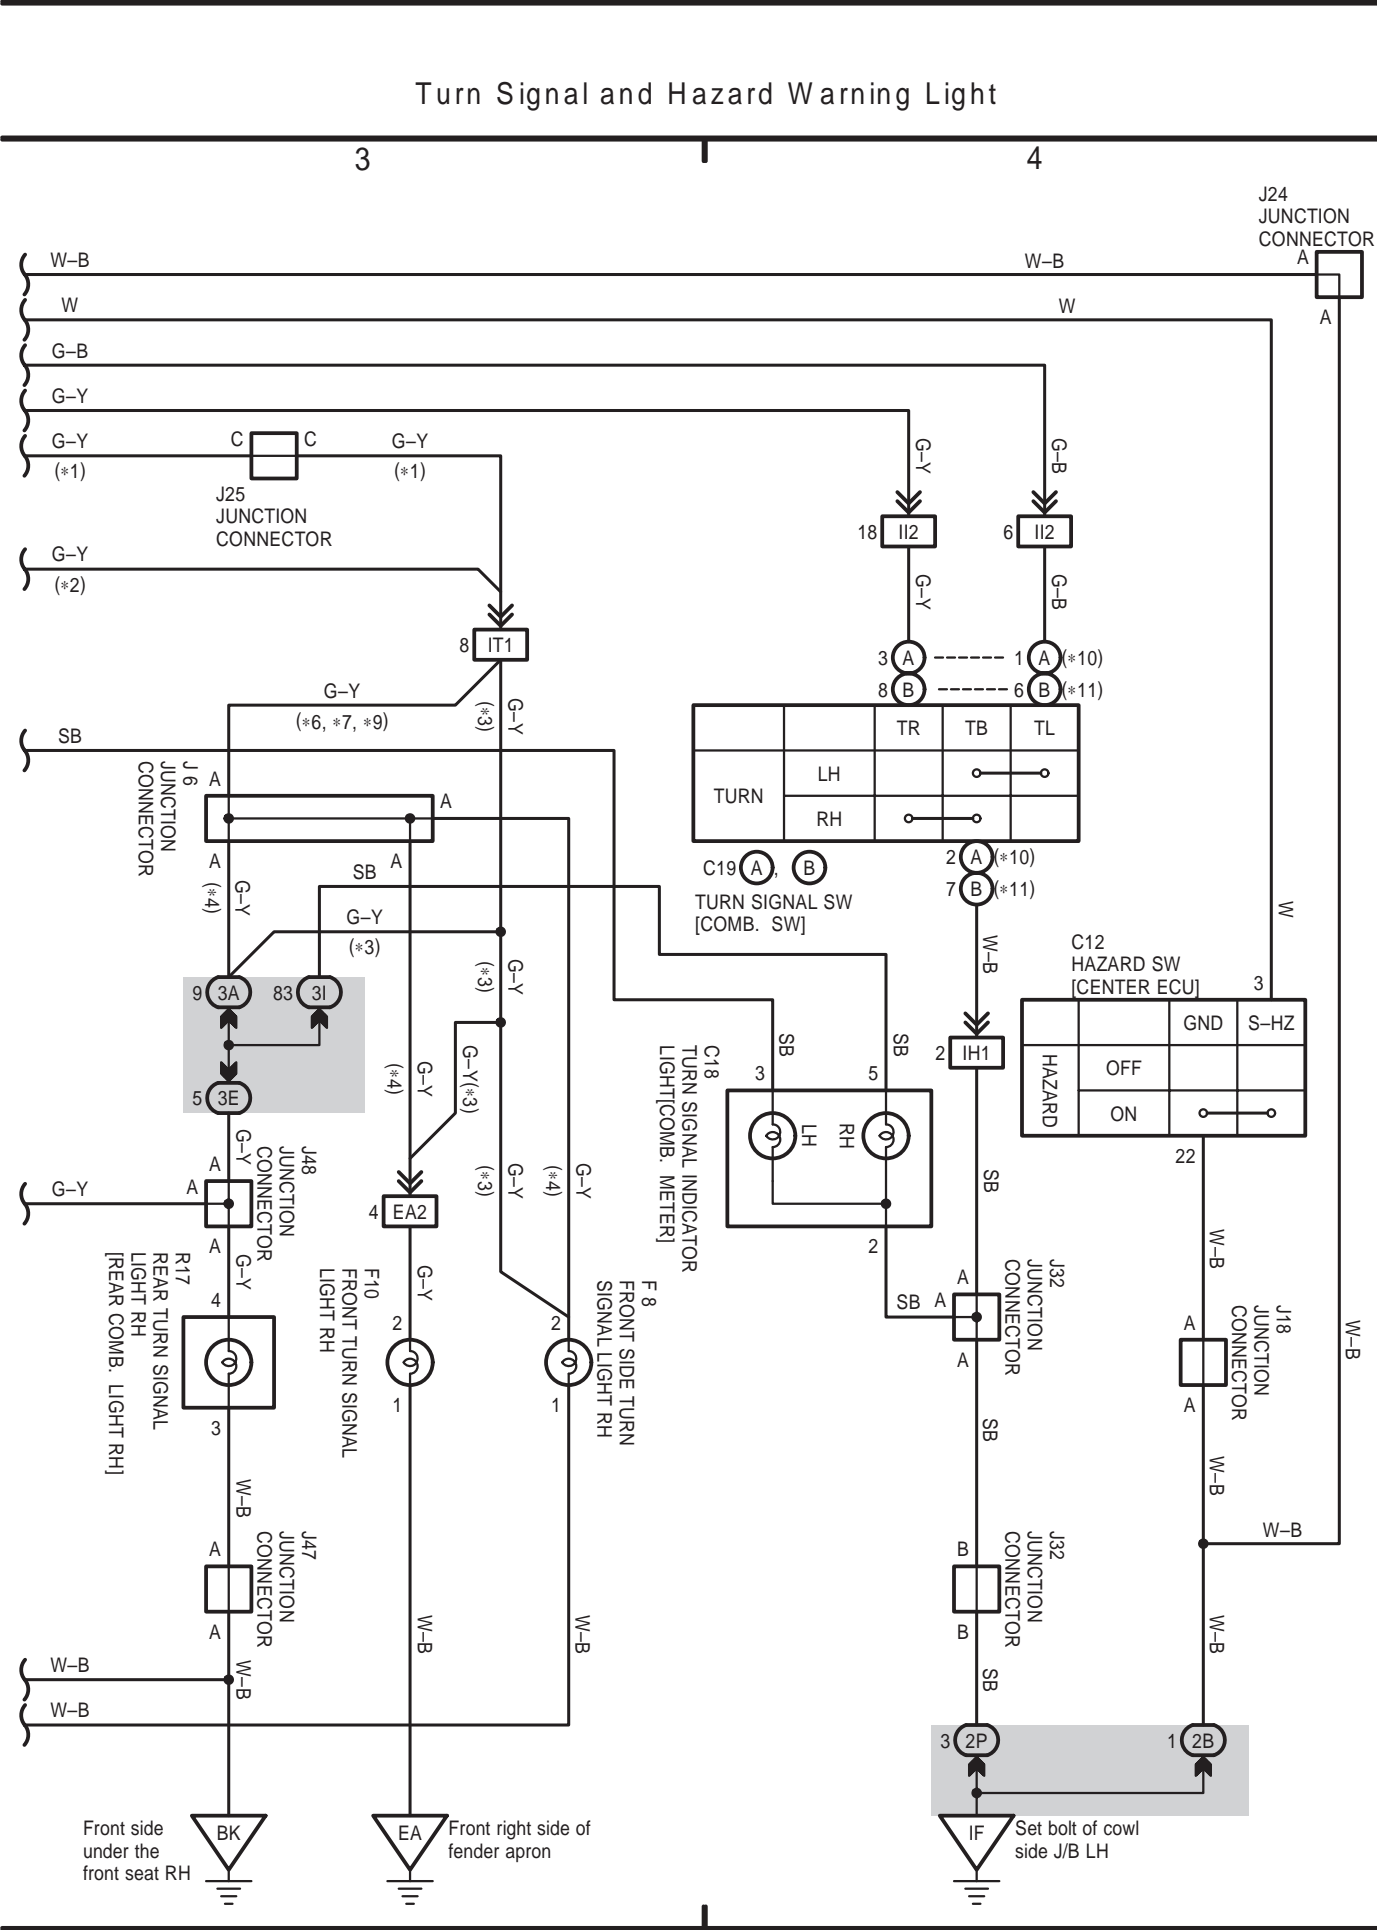 Turn Signal and Hazard Warning Light
3
4
J24
JUNCTION
CONNECTOR
A
A
W–B
W–B
W
W
G–B
G–Y
G–Y
(∗1)
C
C
G–Y
(∗1)
J25
JUNCTION
CONNECTOR
G–Y
(∗2)
8
IT1
G–Y
(∗6, ∗7, ∗9)
G–Y
(∗3)
SB
J 6
JUNCTION
CONNECTOR
A
A
A
A
G–Y
(∗4)
SB
G–Y
(∗3)
G–Y
(∗3)
9
3A
83
3I
5
3E
G–Y
(∗4)
G–Y(∗3)
G–Y
(∗3)
G–Y
(∗4)
G–Y
A
J48
JUNCTION
CONNECTOR
G–Y
A
A
G–Y
4
EA2
R17
REAR TURN SIGNAL
LIGHT RH
[REAR COMB. LIGHT RH]
4
3
F10
FRONT TURN SIGNAL
LIGHT RH
G–Y
2
1
F 8
FRONT SIDE TURN
SIGNAL LIGHT RH
2
1
W–B
A
J47
JUNCTION
CONNECTOR
A
W–B
W–B
W–B
W–B
W–B
BK
Front side
under the
front seat RH
EA
Front right side of
fender apron
G–Y
G–B
18
II2
6
II2
G–Y
G–B
3
A
1
A
(∗10)
8
B
6
B
(∗11)
TR
TB
TL
TURN
LH
RH
C19
A
,
B
TURN SIGNAL SW
[COMB. SW]
2
A
(∗10)
7
B
(∗11)
W–B
2
IH1
W
C12
HAZARD SW
[CENTER ECU]
3
GND
S–HZ
HAZARD
OFF
ON
22
C18
TURN SIGNAL INDICATOR
LIGHT[COMB. METER]
SB
SB
3
5
LH
RH
2
SB
SB
A
A
A
J32
JUNCTION
CONNECTOR
SB
B
J32
JUNCTION
CONNECTOR
B
SB
W–B
A
J18
JUNCTION
CONNECTOR
A
W–B
W–B
W–B
W–B
3
2P
1
2B
IF
Set bolt of cowl
side J/B LH